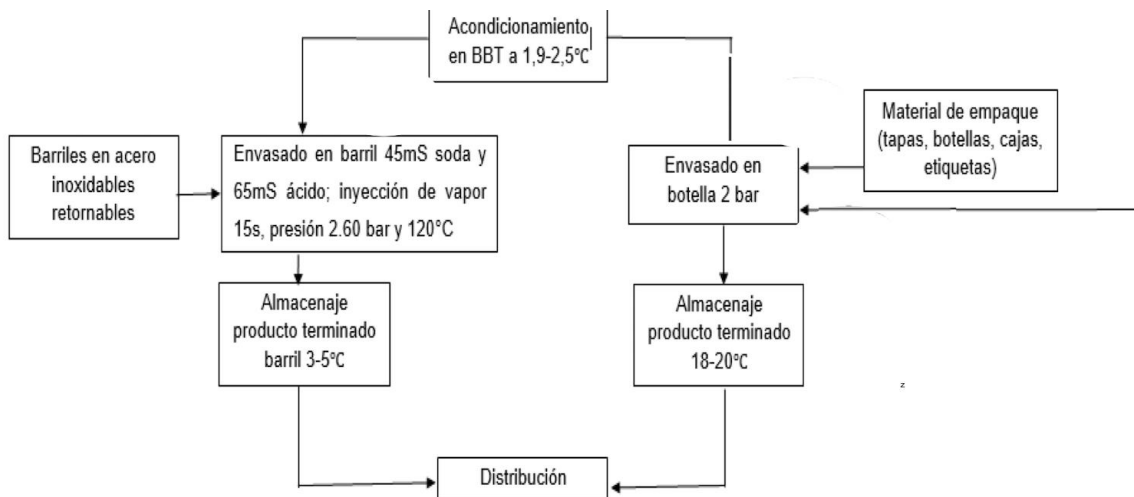 Acondicionamiento
en BBT a 1,9-2,5°C
Material de empaque
(tapas, botellas, cajas,
etiquetas)
Barriles en acero
inoxidables
retornables
Envasado en barril 45mS soda y
65mS ácido; inyección de vapor
15s, presión 2.60 bar y 120°C
Envasado en
botella 2 bar
Almacenaje
producto terminado
barril 3-5°C
Almacenaje
producto terminado
18-20°C
z
Distribución